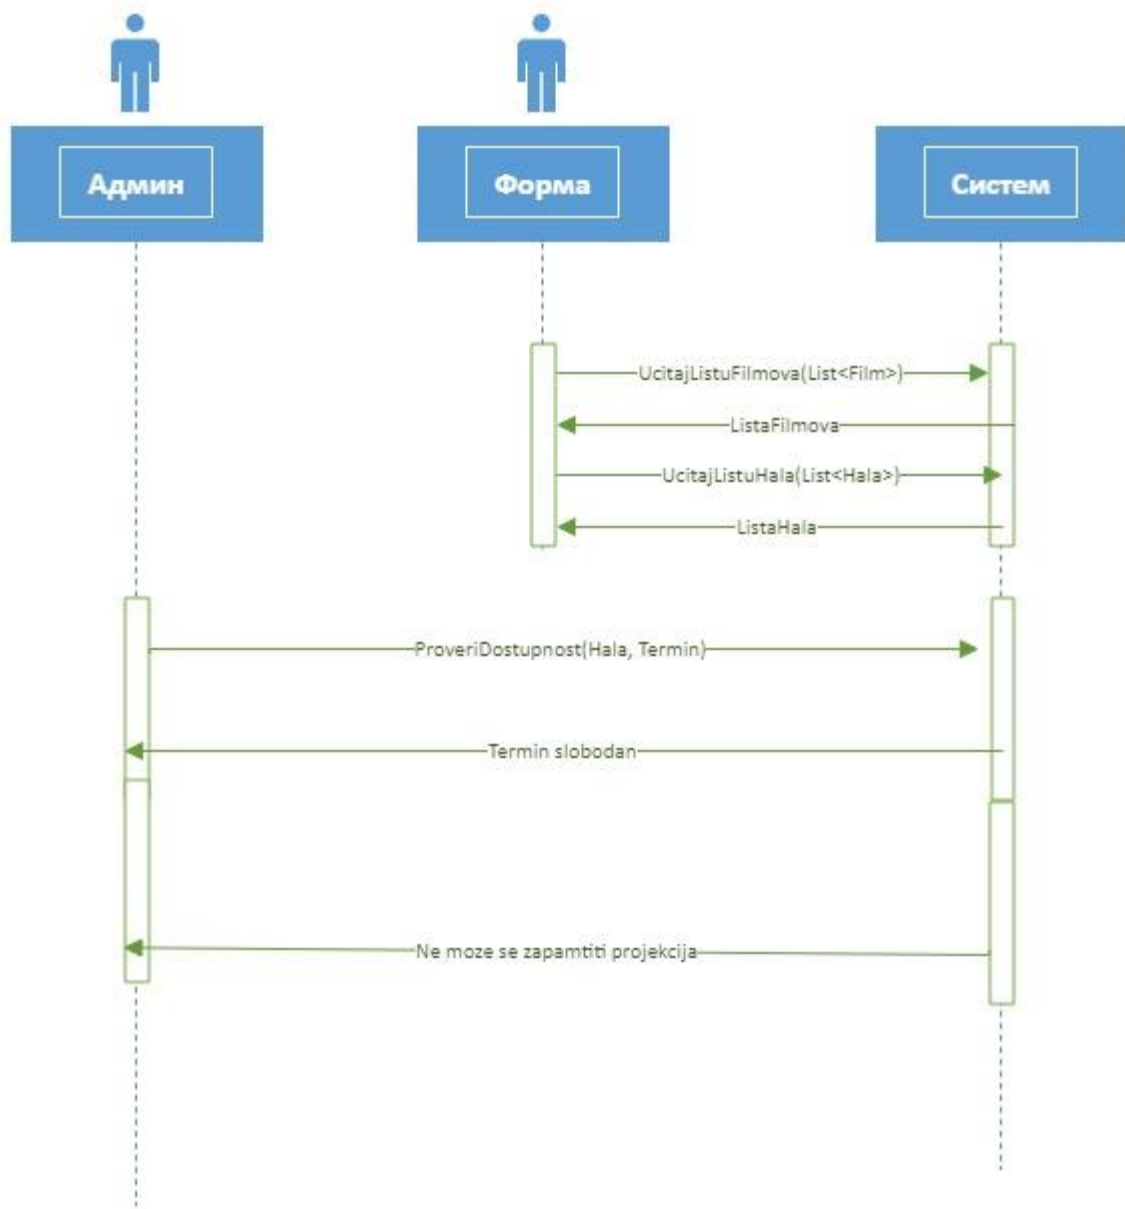 Админ
Форма
Систем
UcitajListuFilmova(List<Film>)
ListaFilmova
UcitajListuHala(List<Hala>)
ListaHala
ProveriDostupnost(Hala, Termin)
Termin slobodan
Ne moze se zapamtiti projekcija